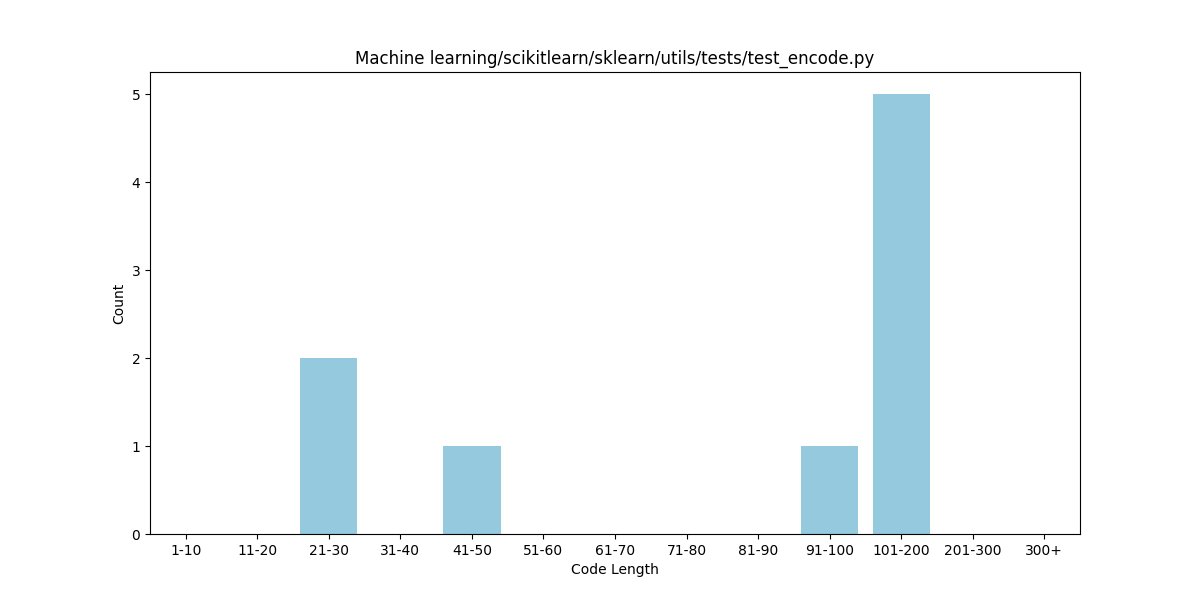 Machine learning/scikitlearn/sklearn/utils/tests/test_encode.py
5
4
3
2
1
0
Count
1-10 11-20 21-30 31-40 41-50 51-60 61-70 71-80 81-90 91-100 101-200 201-300 300+
Code Length